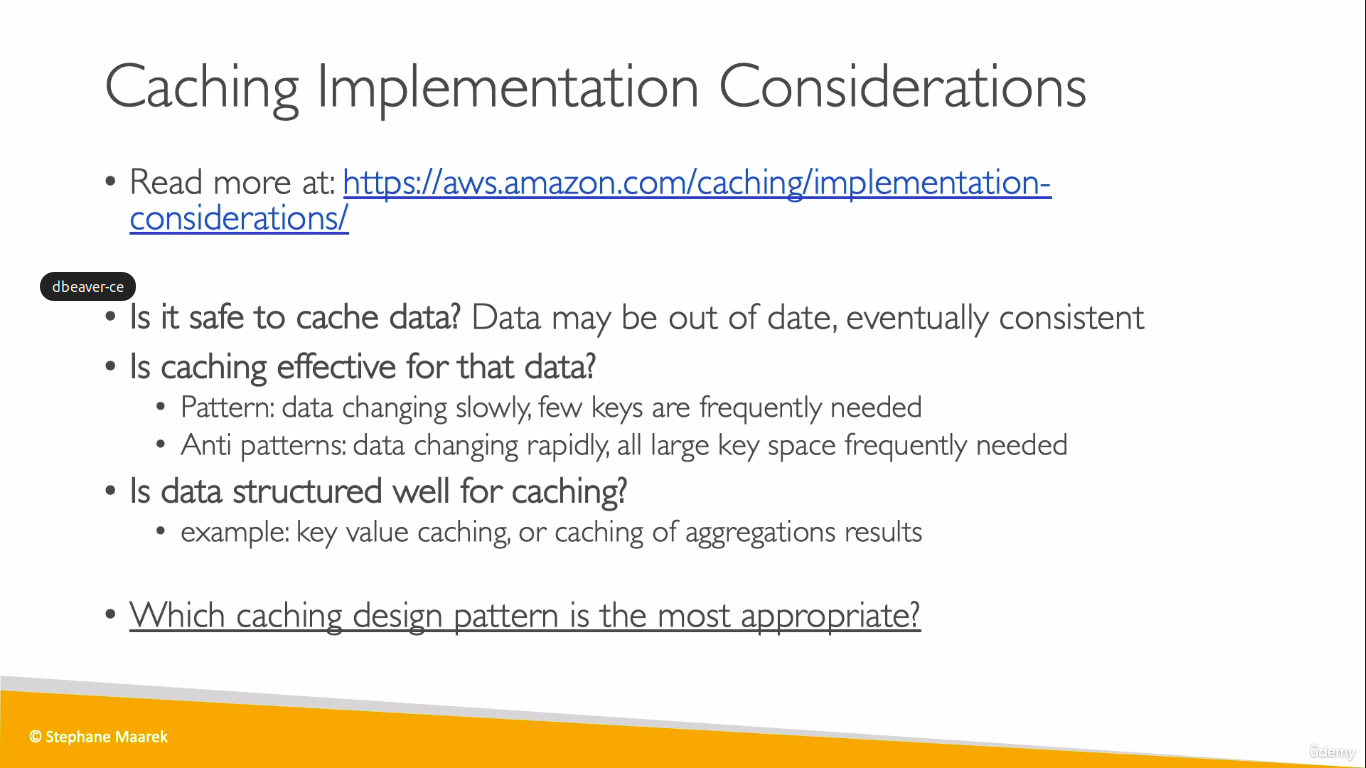 Caching Implementation Considerations
• Read more at: https://aws.amazon.com/caching/implementation-
considerations/
dbeaver-ce
• Is it safe to cache data? Data may be out of date, eventually consistent
• Is caching effective for that data?
• Pattern: data changing slowly, few keys are frequently needed
• Anti patterns: data changing rapidly, all large key space frequently needed
• Is data structured well for caching?
• example: key value caching, or caching of aggregations results
• Which caching design pattern is the most appropriate?
© Stephane Maarek
ûdemy